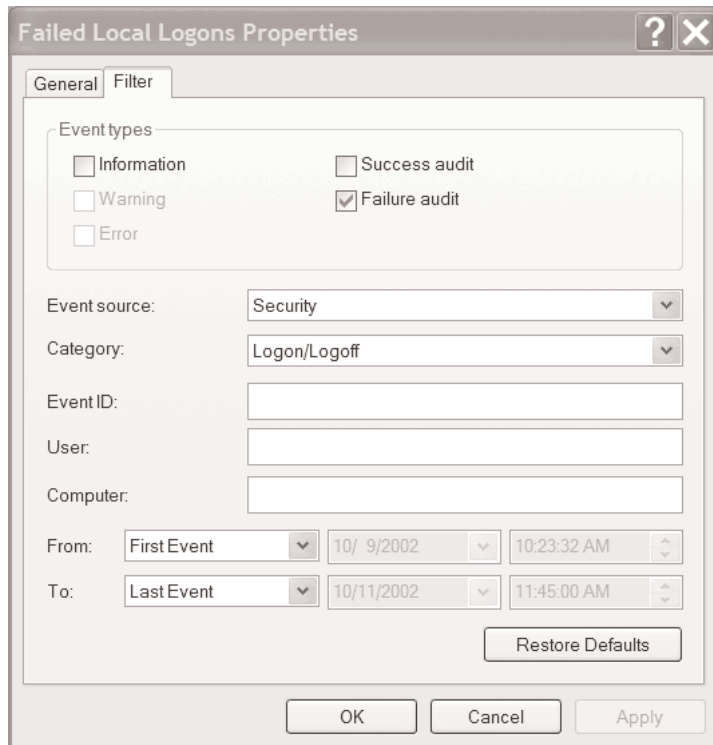 Failed Local Logons Properties ?
General Filter
Event types
Information Success audit
Warning Failure audit
Error
Event source: Security
Category: Logon/Logoff
Event ID:
User:
Computer:
From: First Event 10/ 9/2002 10:23:32 AM
To: Last Event 10/11/2002 11:45:00 AM
Restore Defaults
OK Cancel Apply